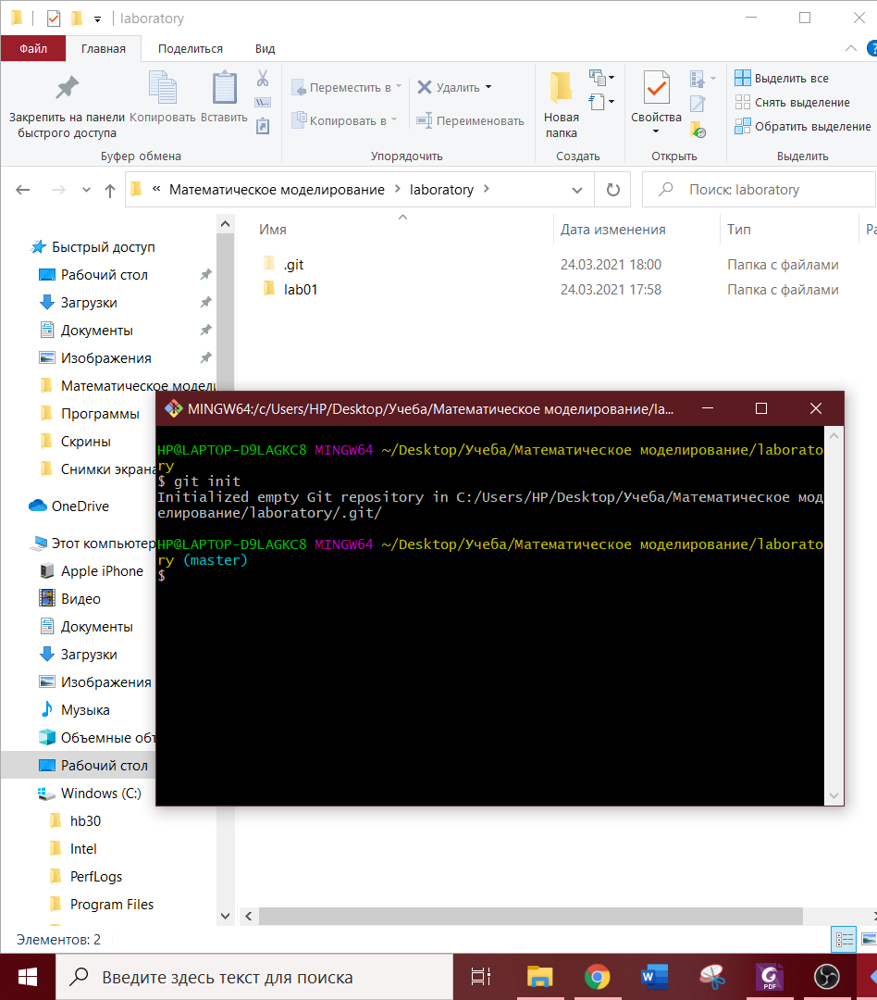 laboratory
Файл Главная Поделиться Вид
Закрепить на панели быстрого доступа
Копировать
Вставить
Переместить в
Копировать в
Удалить
Переименовать
Новая папка
Свойства
Выделить все
Снять выделение
Обратить выделение
Буфер обмена Упорядочить Создать Открыть Выделить
« Математическое моделирование > laboratory >
Поиск: laboratory
Имя Дата изменения Тип Ра
.git 24.03.2021 18:00 Папка с файлами
lab01 24.03.2021 17:58 Папка с файлами
Быстрый доступ
Рабочий стол
Загрузки
Документы
Изображения
Математическое модели
Программы
Скрины
Снимки экрана
OneDrive
Этот компьютер
Apple iPhone
Видео
Документы
Загрузки
Изображения
Музыка
Объемные объ
Рабочий стол
Windows (C:)
hb30
Intel
PerfLogs
Program Files
MINGW64:/c/Users/HP/Desktop/Учеба/Математическое моделирование/la...
HP@LAPTOP-D9LAGKC8 MINGW64 ~/Desktop/Учеба/Математическое моделирование/laborato
ry
$ git init
Initialized empty Git repository in C:/Users/HP/Desktop/Учеба/Математическое мод
елирование/laboratory/.git/
HP@LAPTOP-D9LAGKC8 MINGW64 ~/Desktop/Учеба/Математическое моделирование/laborato
ry (master)
$
Элементов: 2
Введите здесь текст для поиска
PDF